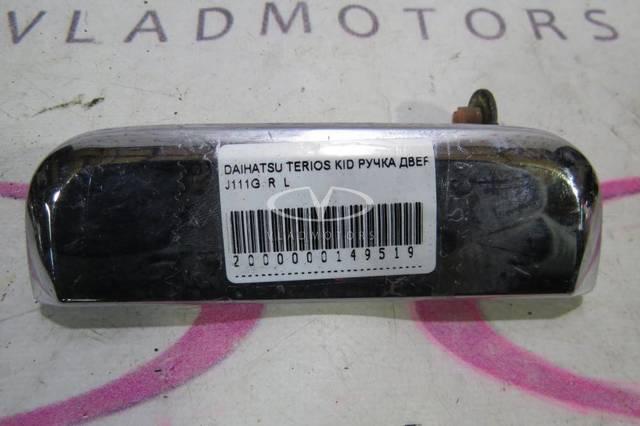 VLADMOTORS
DAIHATSU TERIOS KID РУЧКА ДВЕР
J111G R L
VLADMOTORS
2000000149519